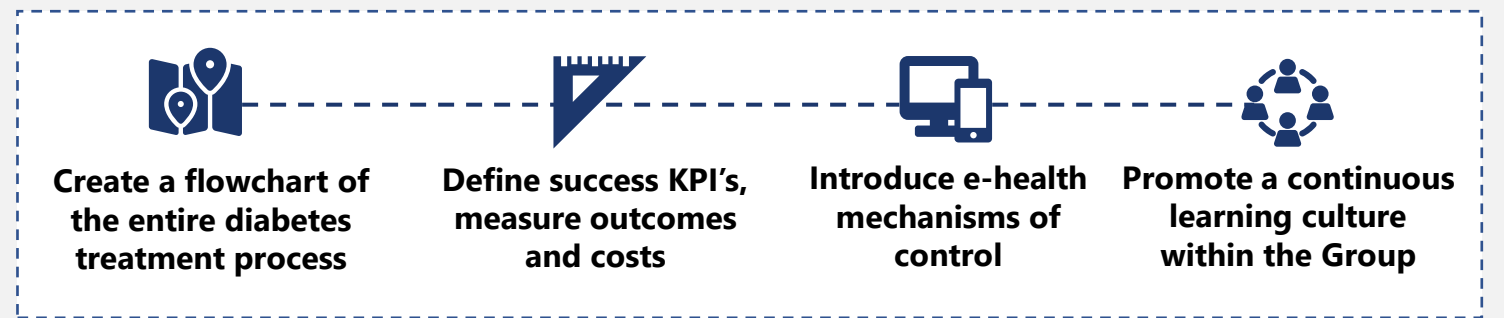 Create a flowchart of
the entire diabetes
treatment process
Define success KPI’s,
measure outcomes
and costs
Introduce e-health
mechanisms of
control
Promote a continuous
learning culture
within the Group